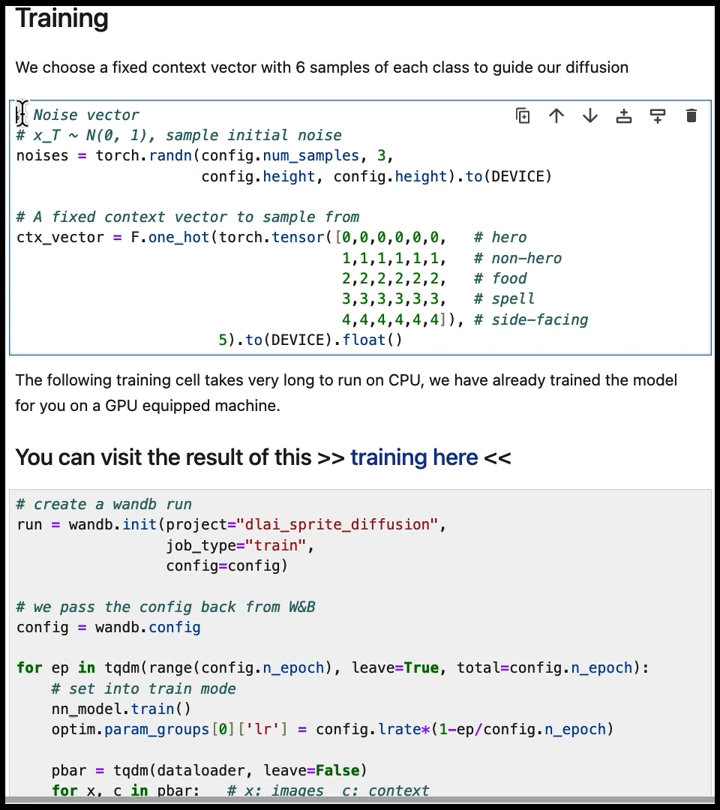 Training
We choose a fixed context vector with 6 samples of each class to guide our diffusion
# Noise vector
# x_T ~ N(0, 1), sample initial noise
noises = torch.randn(config.num_samples, 3,
config.height, config.height).to(DEVICE)
# A fixed context vector to sample from
ctx_vector = F.one_hot(torch.tensor([0,0,0,0,0,0,   # hero
1,1,1,1,1,1,   # non-hero
2,2,2,2,2,2,   # food
3,3,3,3,3,3,   # spell
4,4,4,4,4,4]), # side-facing
5).to(DEVICE).float()
The following training cell takes very long to run on CPU, we have already trained the model
for you on a GPU equipped machine.
You can visit the result of this >> training here <<
# create a wandb run
run = wandb.init(project="dlai_sprite_diffusion",
job_type="train",
config=config)
# we pass the config back from W&B
config = wandb.config
for ep in tqdm(range(config.n_epoch), leave=True, total=config.n_epoch):
# set into train mode
nn_model.train()
optim.param_groups[0]['lr'] = config.lrate*(1-ep/config.n_epoch)
pbar = tqdm(dataloader, leave=False)
for x, c in pbar:   # x: images  c: context